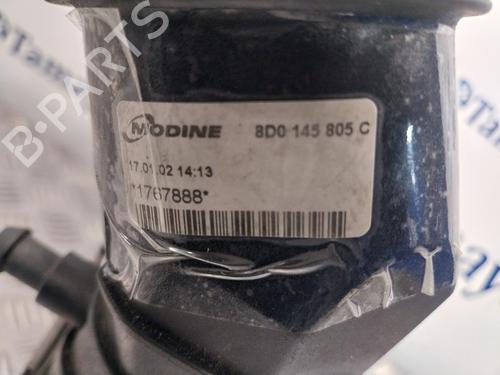 MODINE 8D0 145 805 C
17.01.02 14:13
*1767888*
B-PARTS